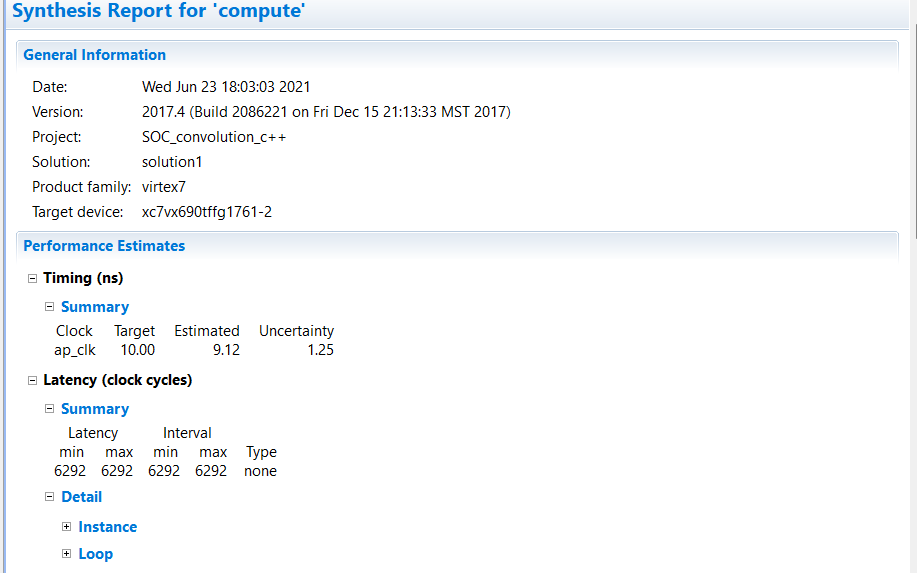 Synthesis Report for 'compute'
General Information
Date: Wed Jun 23 18:03:03 2021
Version: 2017.4 (Build 2086221 on Fri Dec 15 21:13:33 MST 2017)
Project: SOC_convolution_c++
Solution: solution1
Product family: virtex7
Target device: xc7vx690tffg1761-2
Performance Estimates
Timing (ns)
Summary
Clock Target Estimated Uncertainty
ap_clk 10.00 9.12 1.25
Latency (clock cycles)
Summary
Latency Interval
min max min max Type
6292 6292 6292 6292 none
Detail
Instance
Loop